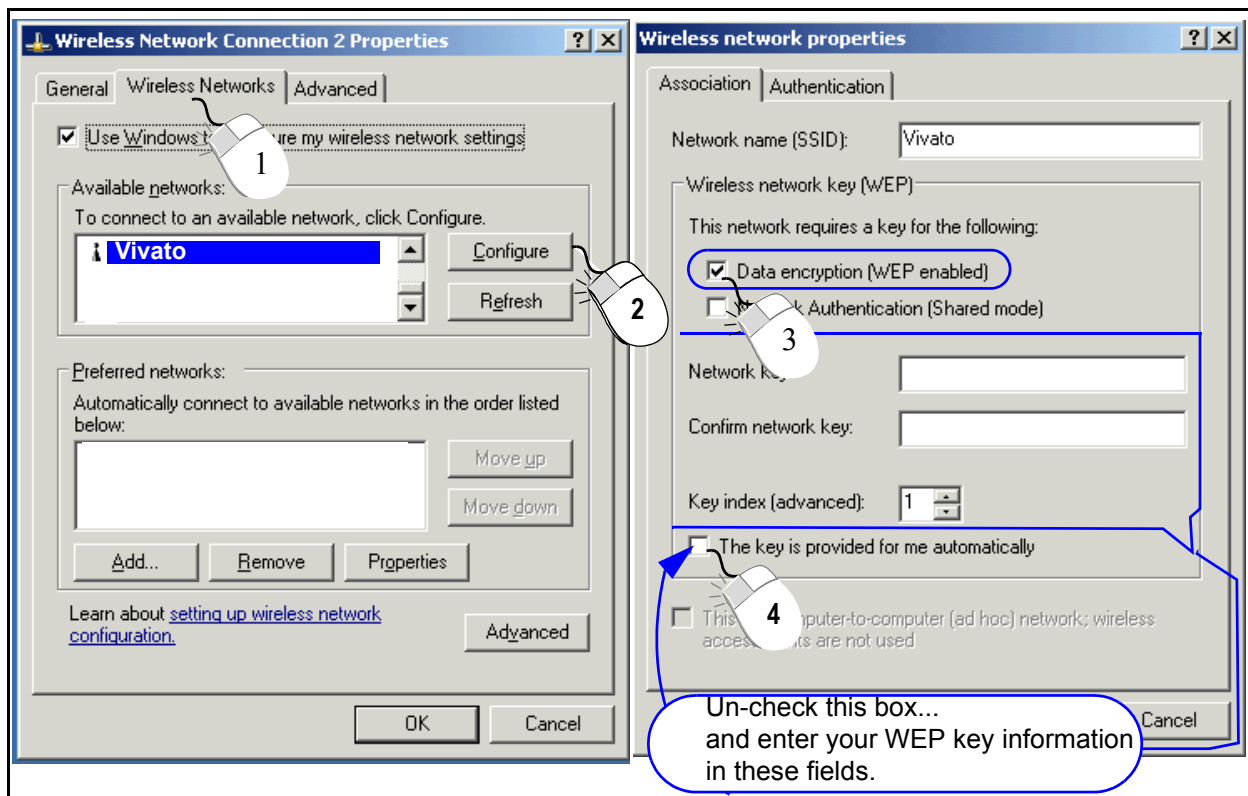 Wireless Network Connection 2 Properties
General Wireless Networks Advanced
Use Windows t ure my wireless network settings
1
Available networks:
To connect to an available network, click Configure.
Vivato
Configure
Refresh
2
Preferred networks:
Automatically connect to available networks in the order listed
below:
Move up
Move down
Add... Remove Properties
Learn about setting up wireless network
configuration.
Advanced
OK Cancel
Wireless network properties
Association Authentication
Network name (SSID): Vivato
Wireless network key (WEP)
This network requires a key for the following:
Data encryption (WEP enabled)
k Authentication (Shared mode)
3
Network k
Confirm network key:
Key index (advanced): 1
The key is provided for me automatically
4
This puter-to-computer (ad hoc) network; wireless
access nts are not used
Cancel
Un-check this box...
and enter your WEP key information
in these fields.